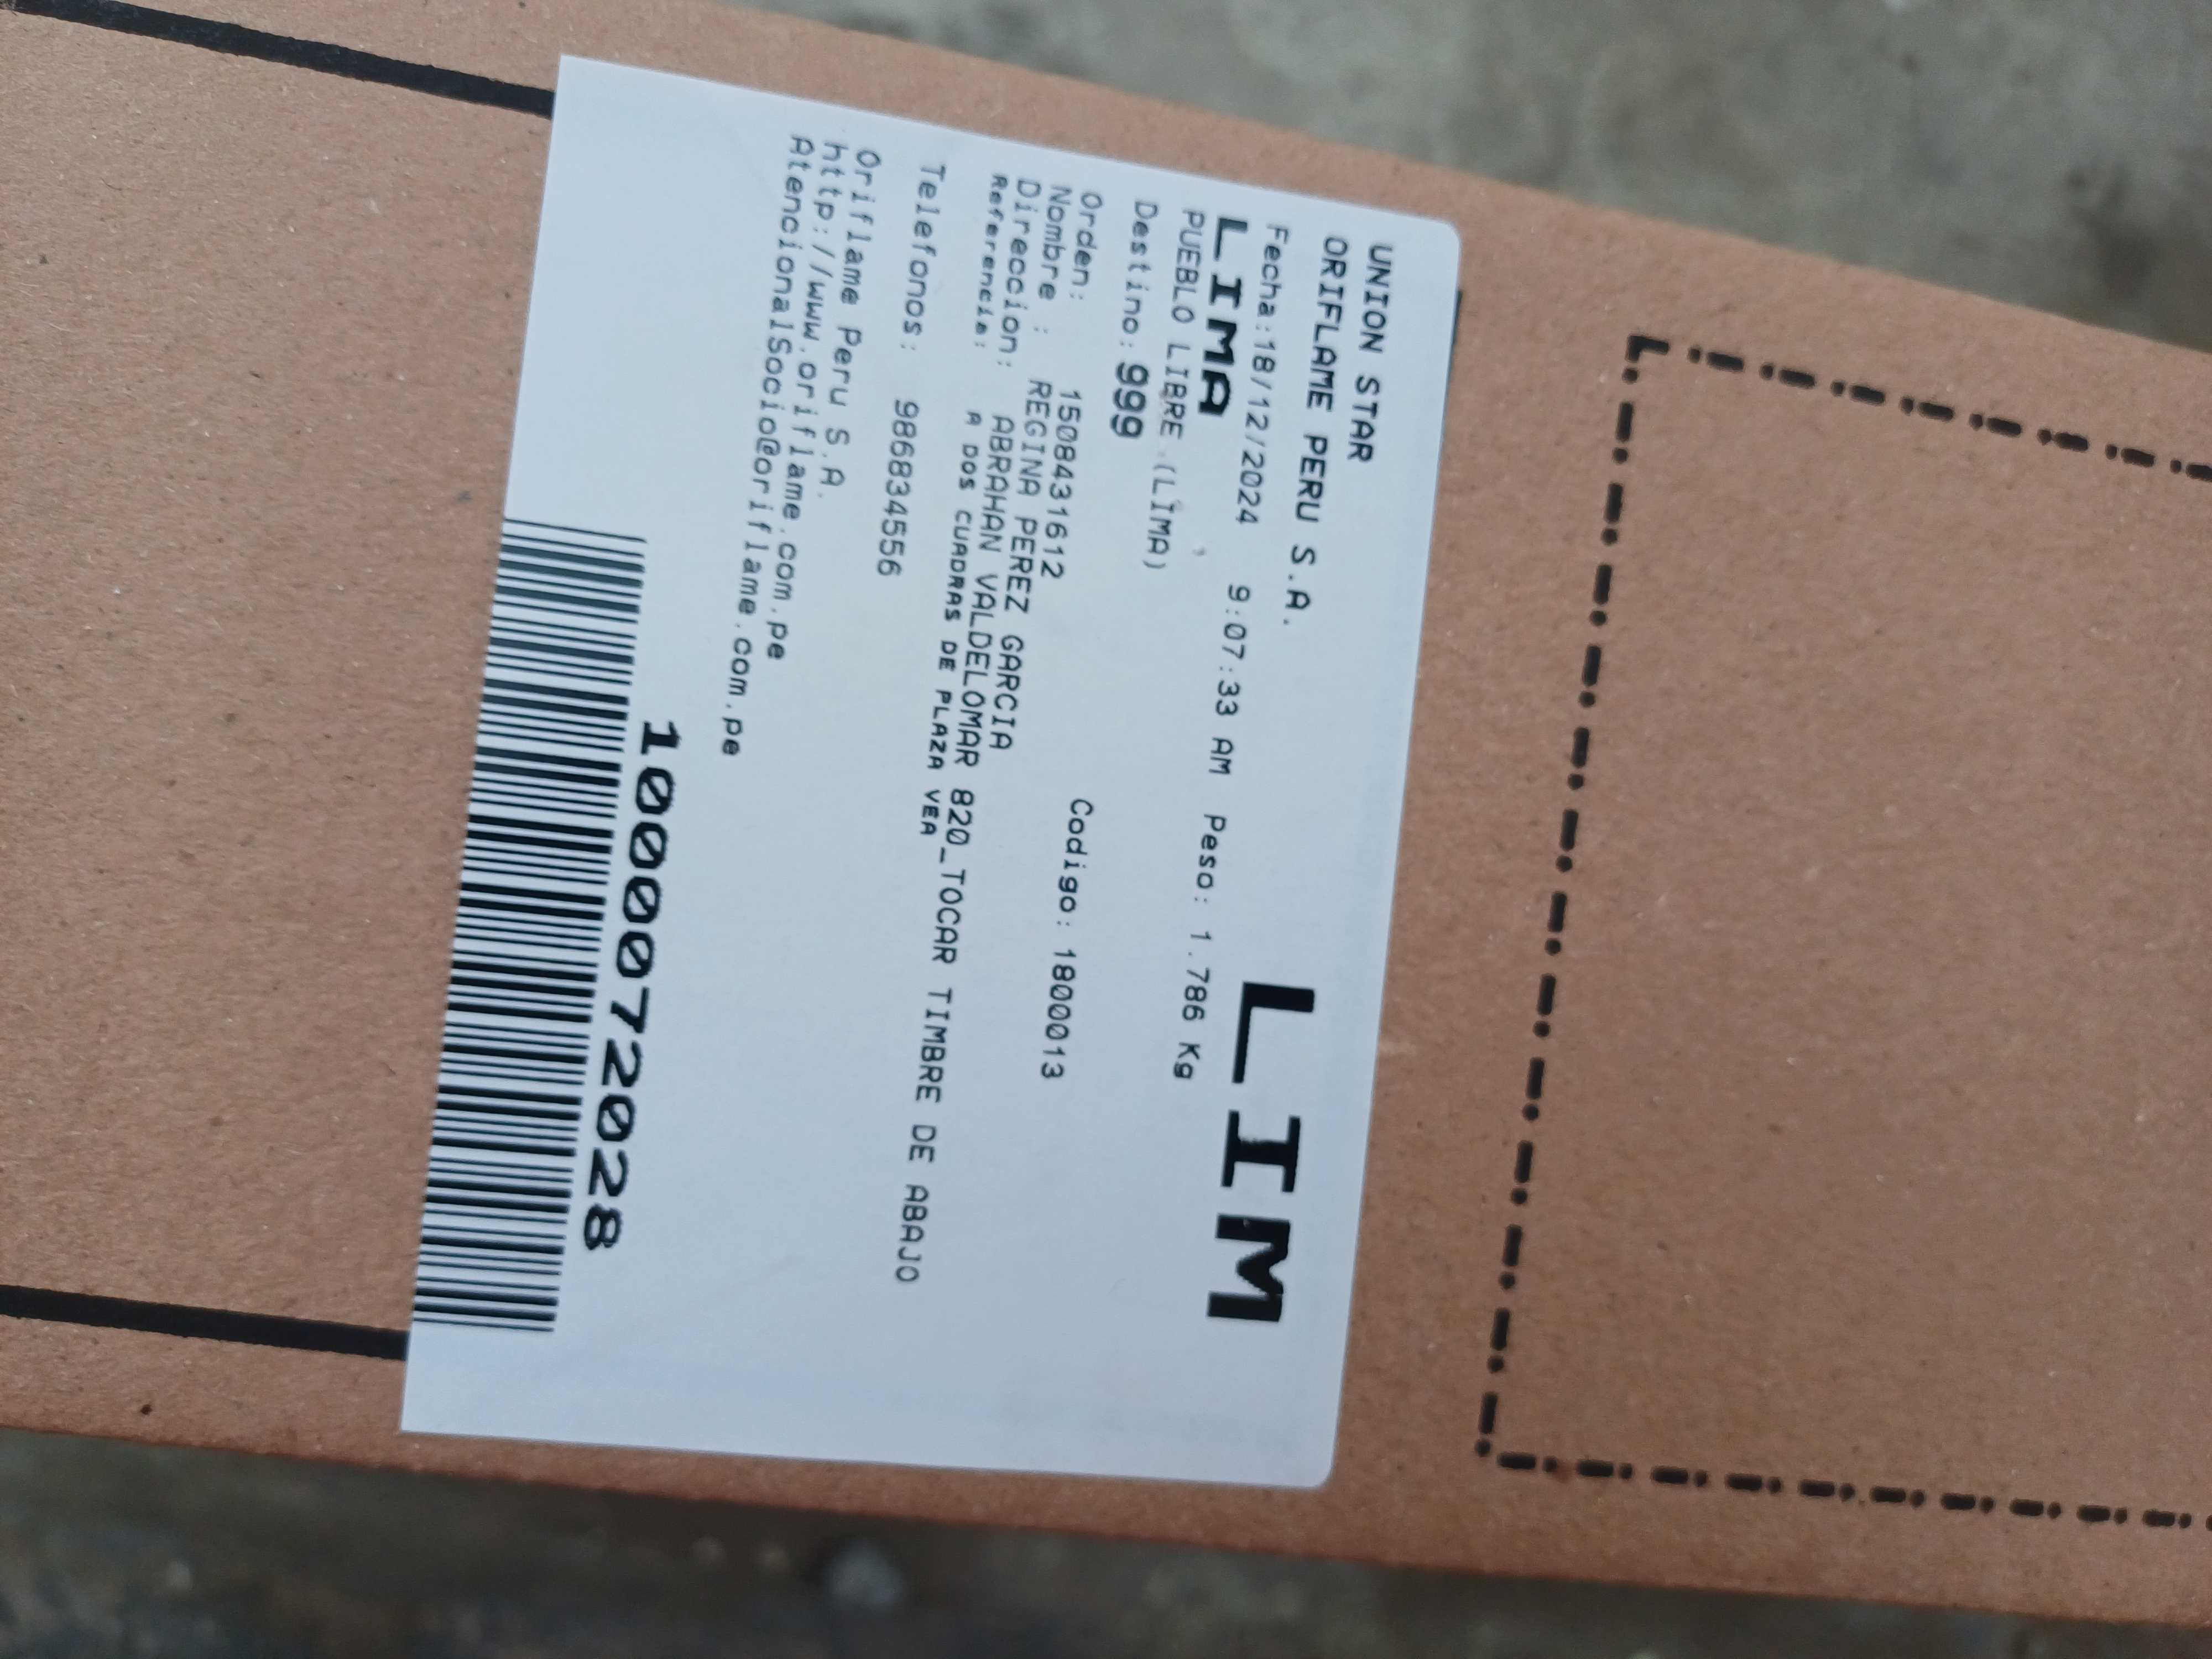 UNION STAR
ORIFLAME PERU S.A.
LIM
Fecha:18/12/2024 9:07:33 AM Peso: 1.786 Kg
LIMA
PUEBLO LIBRE (LIMA)
Destino: 999
Orden: 1508431612 Codigo: 1800013
Nombre : REGINA PEREZ GARCIA
Direccion: ABRAHAN VALDELOMAR 820_TOCAR TIMBRE DE ABAJO
Referencia: A DOS CUADRAS DE PLAZA VEA
Telefonos: 986834556
Oriflame Peru S.A.
http://www.oriflame.com.pe
AtencionalSocio@oriflame.com.pe
1000072028